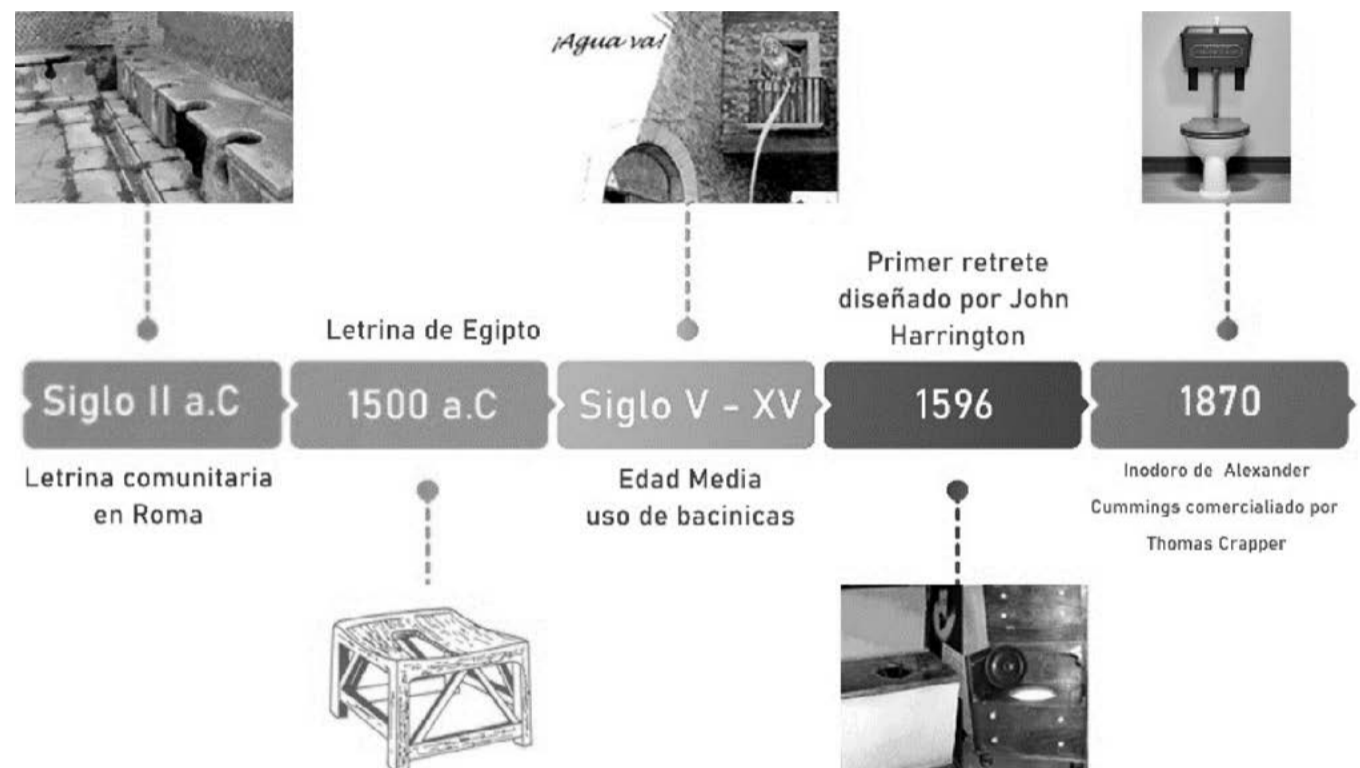 ¡Agua va!
Siglo II a.C
Letrina comunitaria
en Roma
Letrina de Egipto
1500 a.C
Siglo V - XV
Edad Media
uso de bacinicas
Primer retrete
diseñado por John
Harrington
1596
1870
Inodoro de Alexander
Cummings comercialiado por
Thomas Crapper